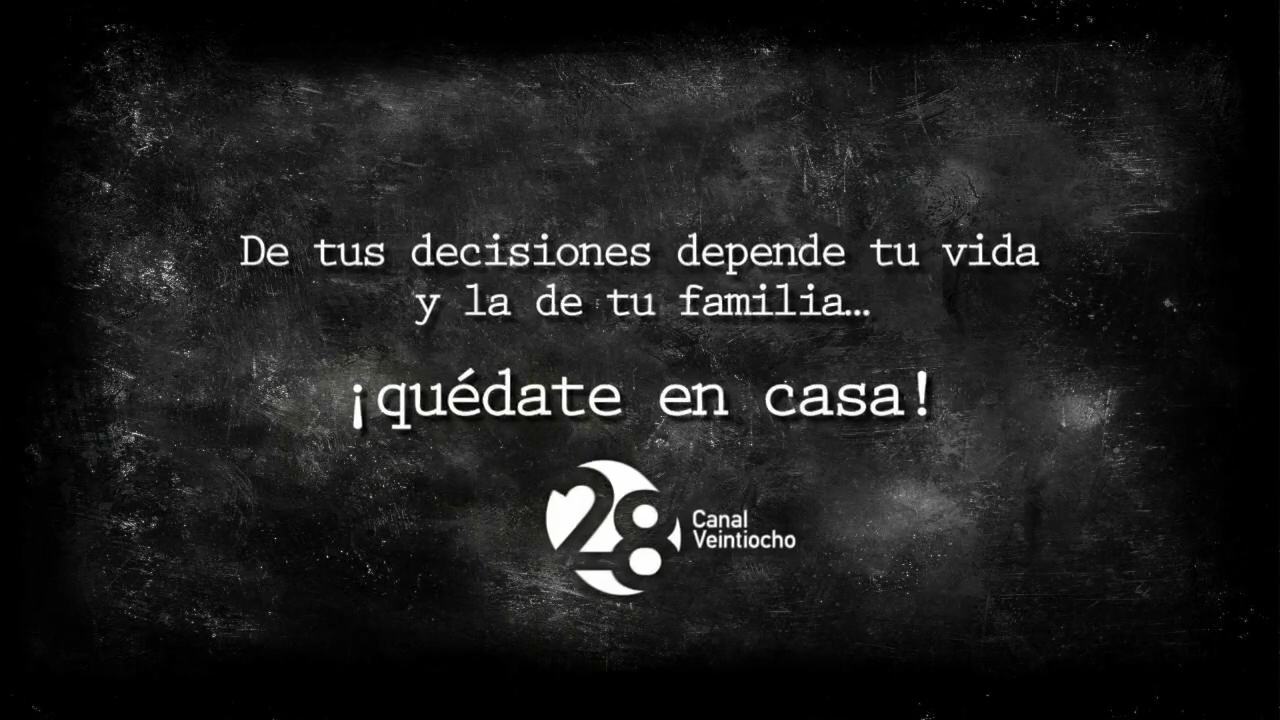 De tus decisiones depende tu vida
y la de tu familia…
¡quédate en casa!
28
Canal
Veintiocho